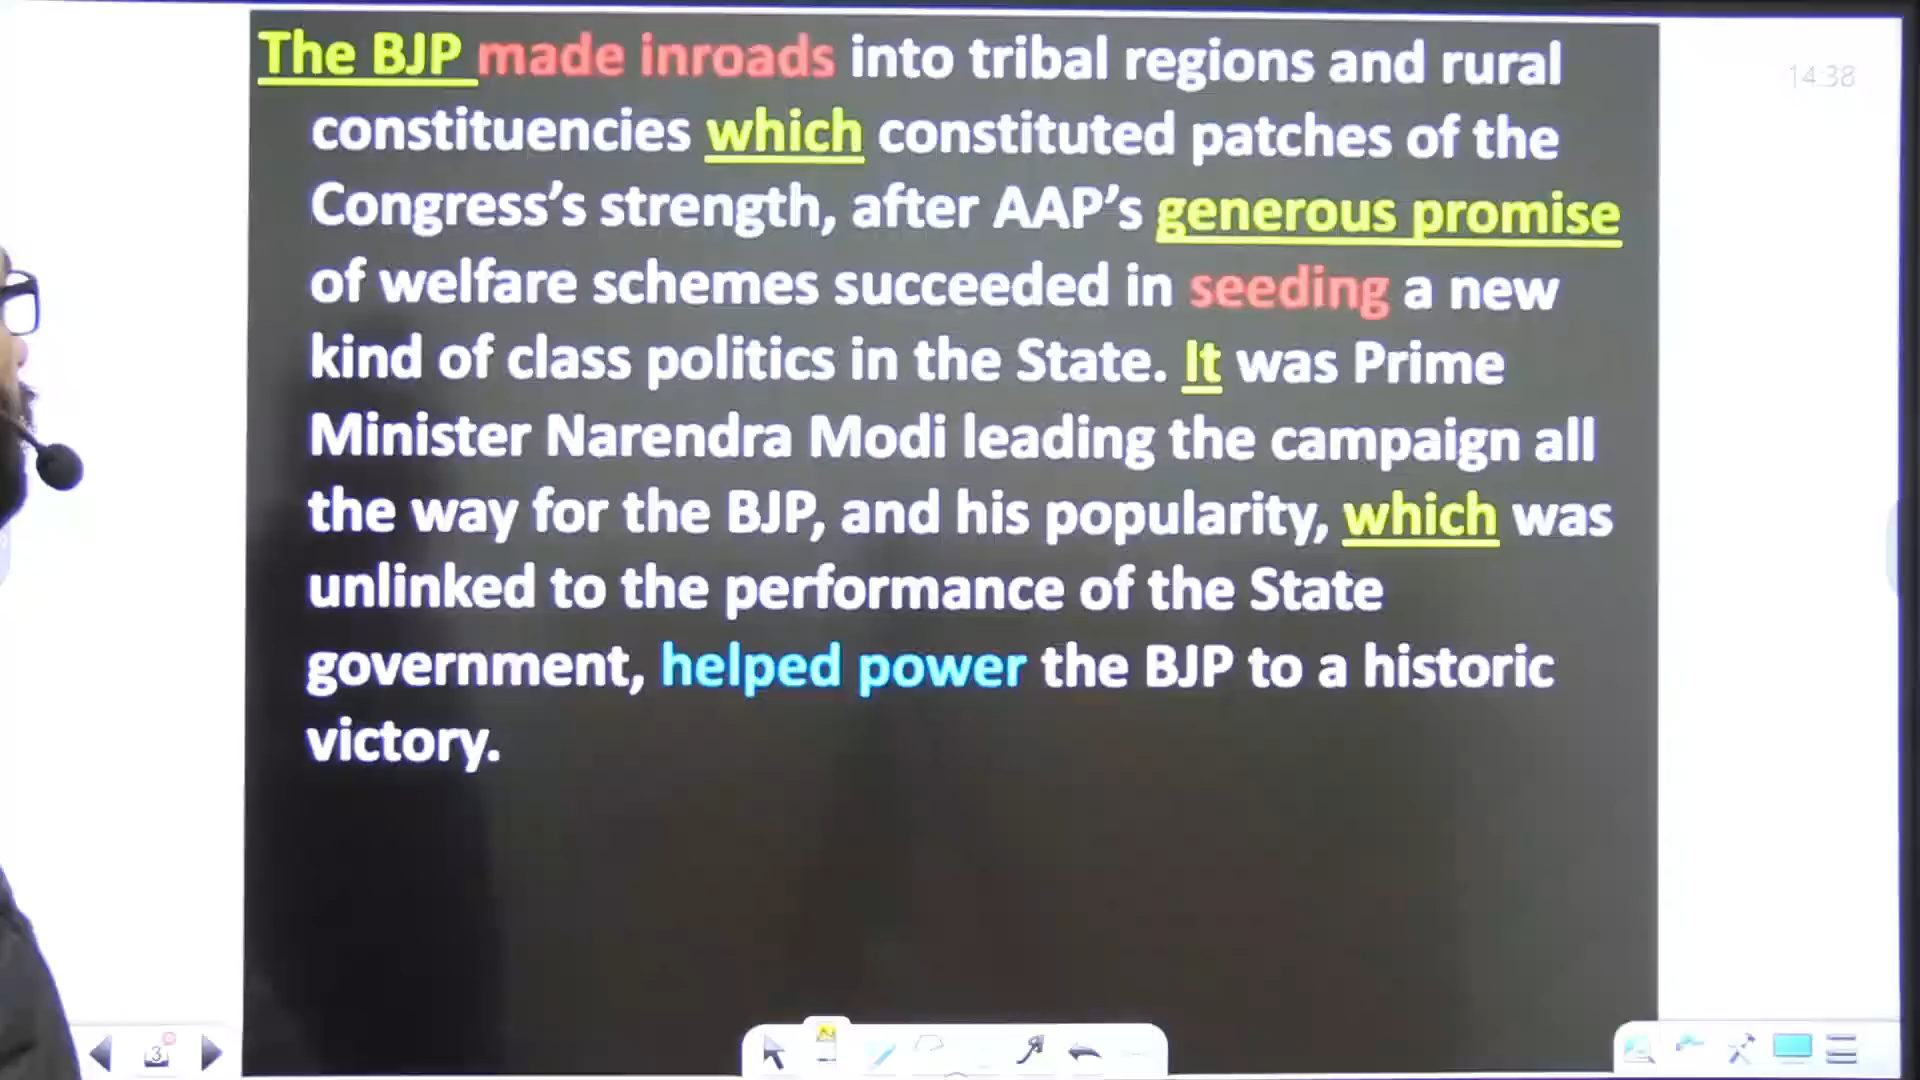 The BJP made inroads into tribal regions and rural
constituencies which constituted patches of the
Congress’s strength, after AAP’s generous promise
of welfare schemes succeeded in seeding a new
kind of class politics in the State. It was Prime
Minister Narendra Modi leading the campaign all
the way for the BJP, and his popularity, which was
unlinked to the performance of the State
government, helped power the BJP to a historic
victory.
14:38
3